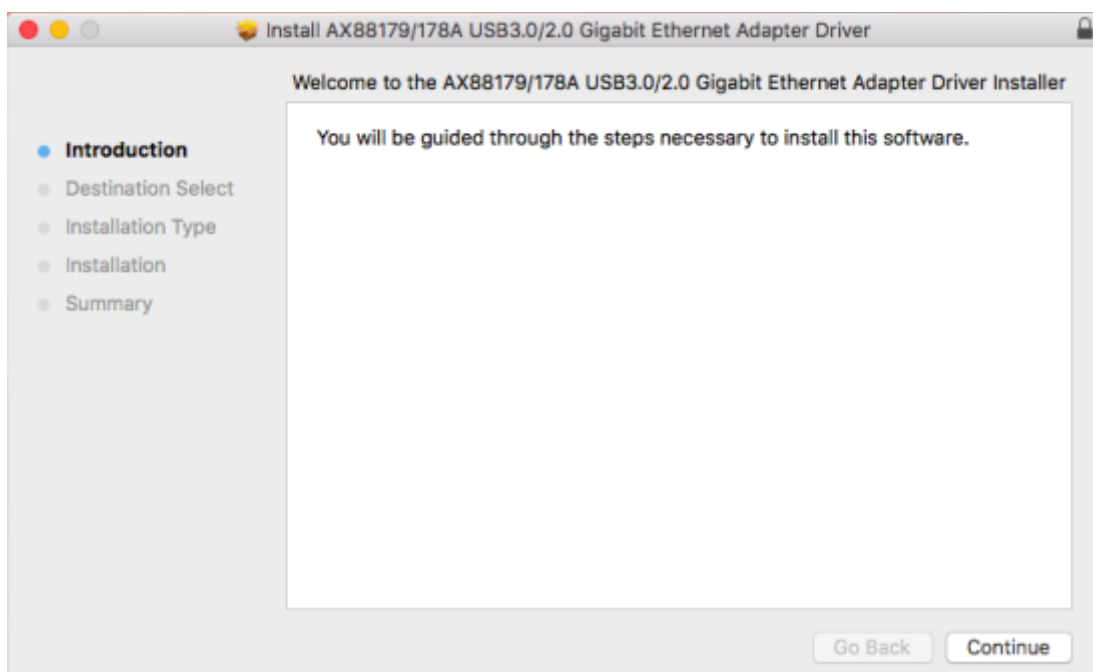 Install AX88179/178A USB3.0/2.0 Gigabit Ethernet Adapter Driver
Welcome to the AX88179/178A USB3.0/2.0 Gigabit Ethernet Adapter Driver Installer
Introduction
Destination Select
Installation Type
Installation
Summary
You will be guided through the steps necessary to install this software.
Go Back
Continue